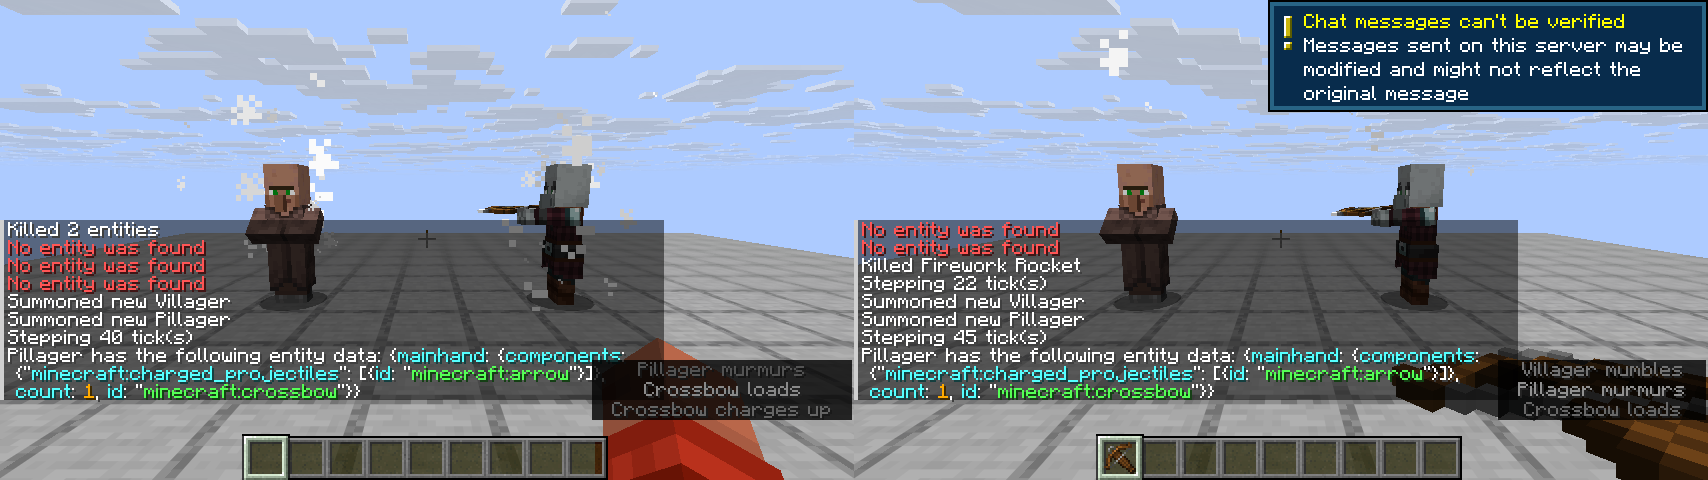 Killed 2 entities
No entity was found
No entity was found
No entity was found
Summoned new Villager
Summoned new Pillager
Stepping 40 tick(s)
Pillager has the following entity data: {mainhand: {components:
{"minecraft:charged_projectiles": [{id: "minecraft:arrow"}]},
count: 1, id: "minecraft:crossbow"}}
Pillager murmurs
Crossbow loads
Crossbow charges up
Chat messages can't be verified
Messages sent on this server may be
modified and might not reflect the
original message
No entity was found
No entity was found
Killed Firework Rocket
Stepping 22 tick(s)
Summoned new Villager
Summoned new Pillager
Stepping 45 tick(s)
Pillager has the following entity data: {mainhand: {components:
{"minecraft:charged_projectiles": [{id: "minecraft:arrow"}]},
count: 1, id: "minecraft:crossbow"}}
Villager mumbles
Pillager murmurs
Crossbow loads